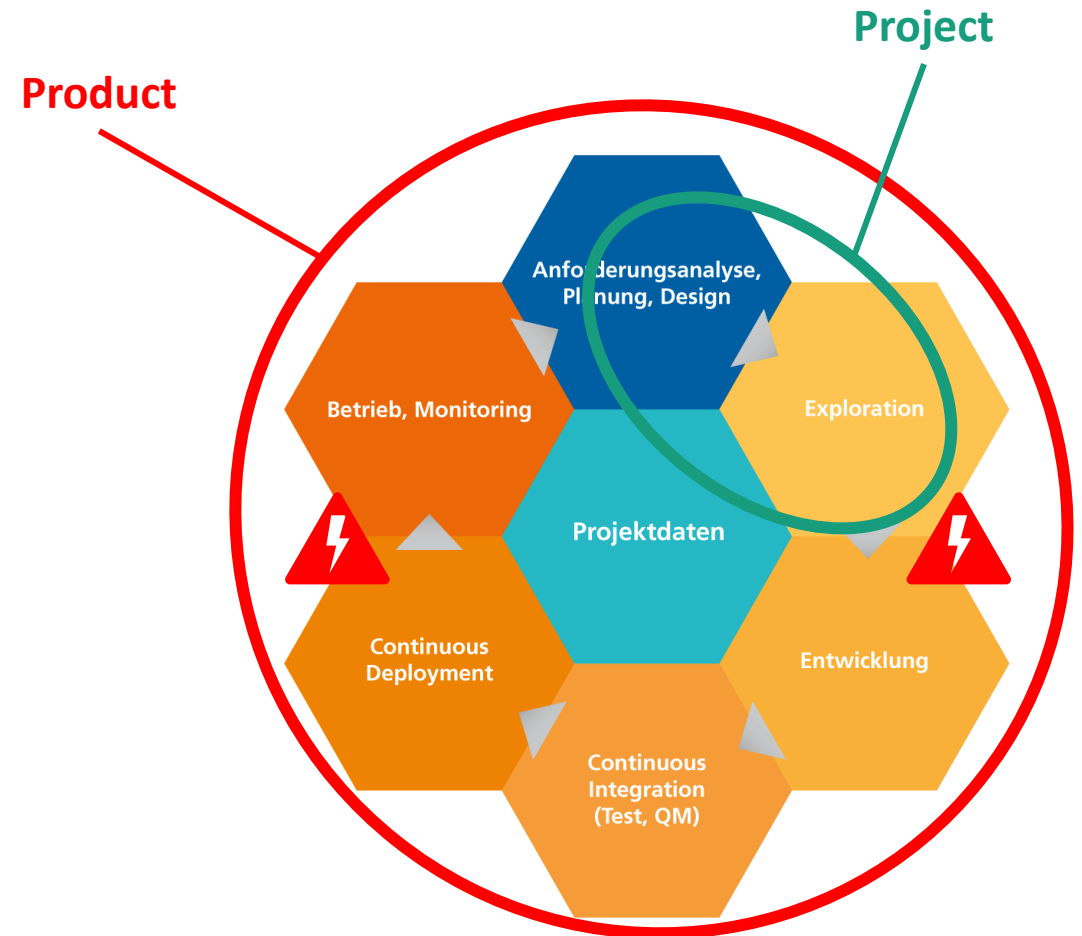 Project
Product
Anforderungsanalyse,
Planung, Design
Betrieb, Monitoring
Exploration
Projektdaten
Continuous
Deployment
Entwicklung
Continuous
Integration
(Test, QM)